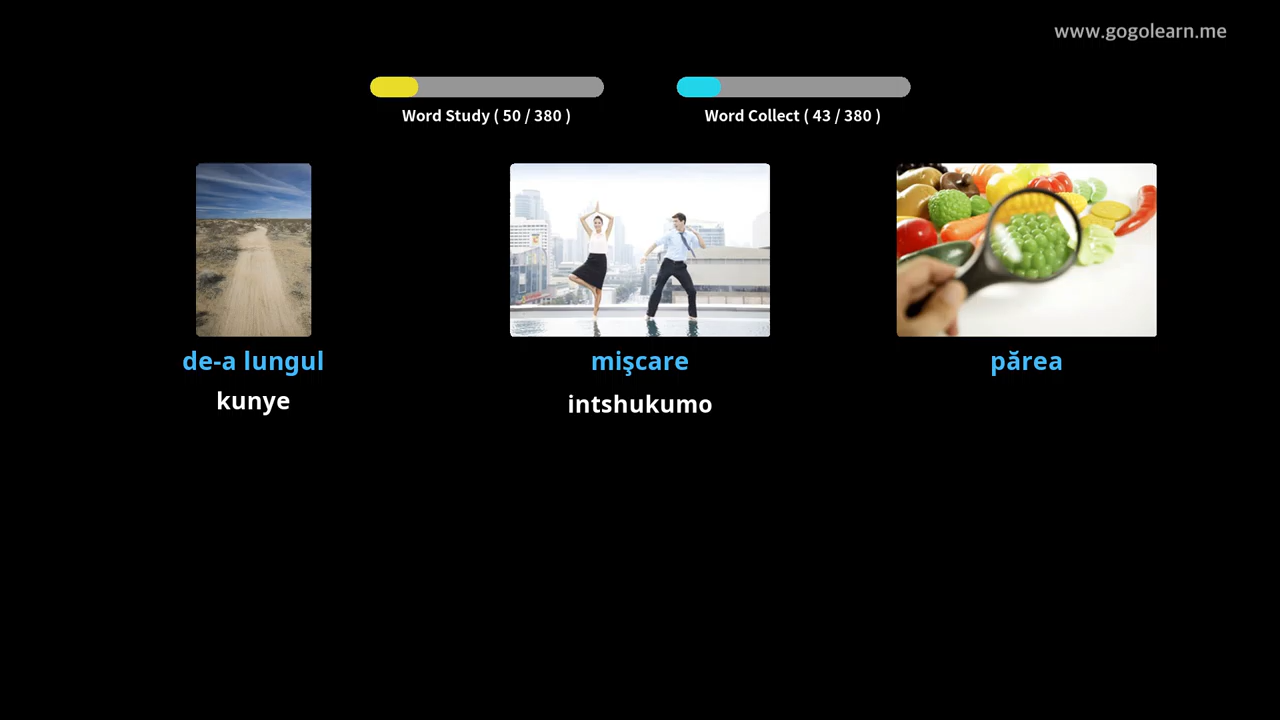 www.gogolearn.me
Word Study ( 50 / 380 )
Word Collect ( 43 / 380 )
de-a lungul
mişcare
părea
kunye
intshukumo